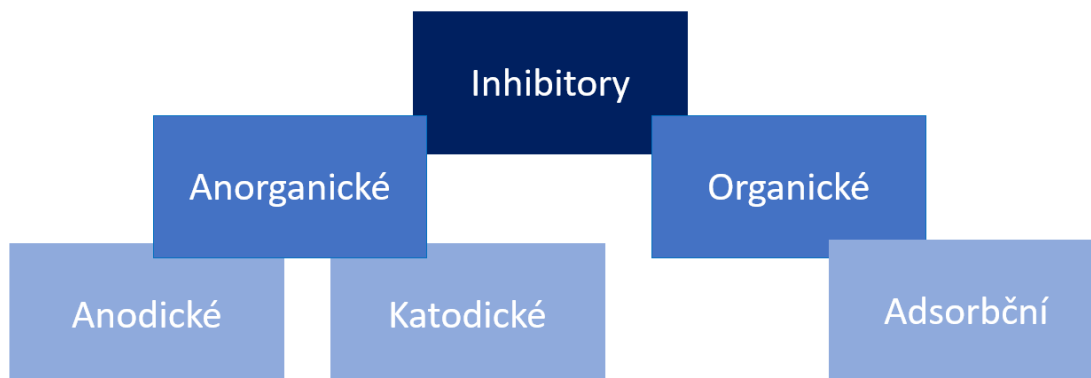 Inhibitory
Anorganické
Organické
Anodické
Katodické
Adsorbční